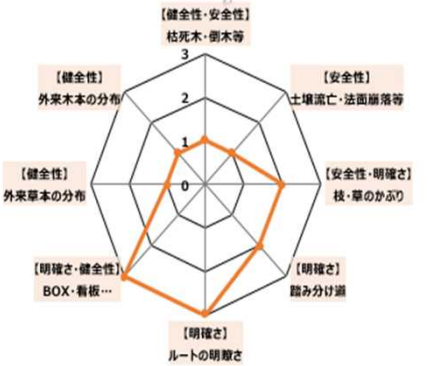 【健全性・安全性】
枯死木・倒木等
3
【健全性】
外来木本の分布
【安全性】
土壌流亡・法面崩落等
2
1
【健全性】
外来草本の分布
0
【安全性・明確さ】
枝・草のかぶり
【明確さ・健全性】
BOX・看板…
【明確さ】
踏み分け道
【明確さ】
ルートの明瞭さ